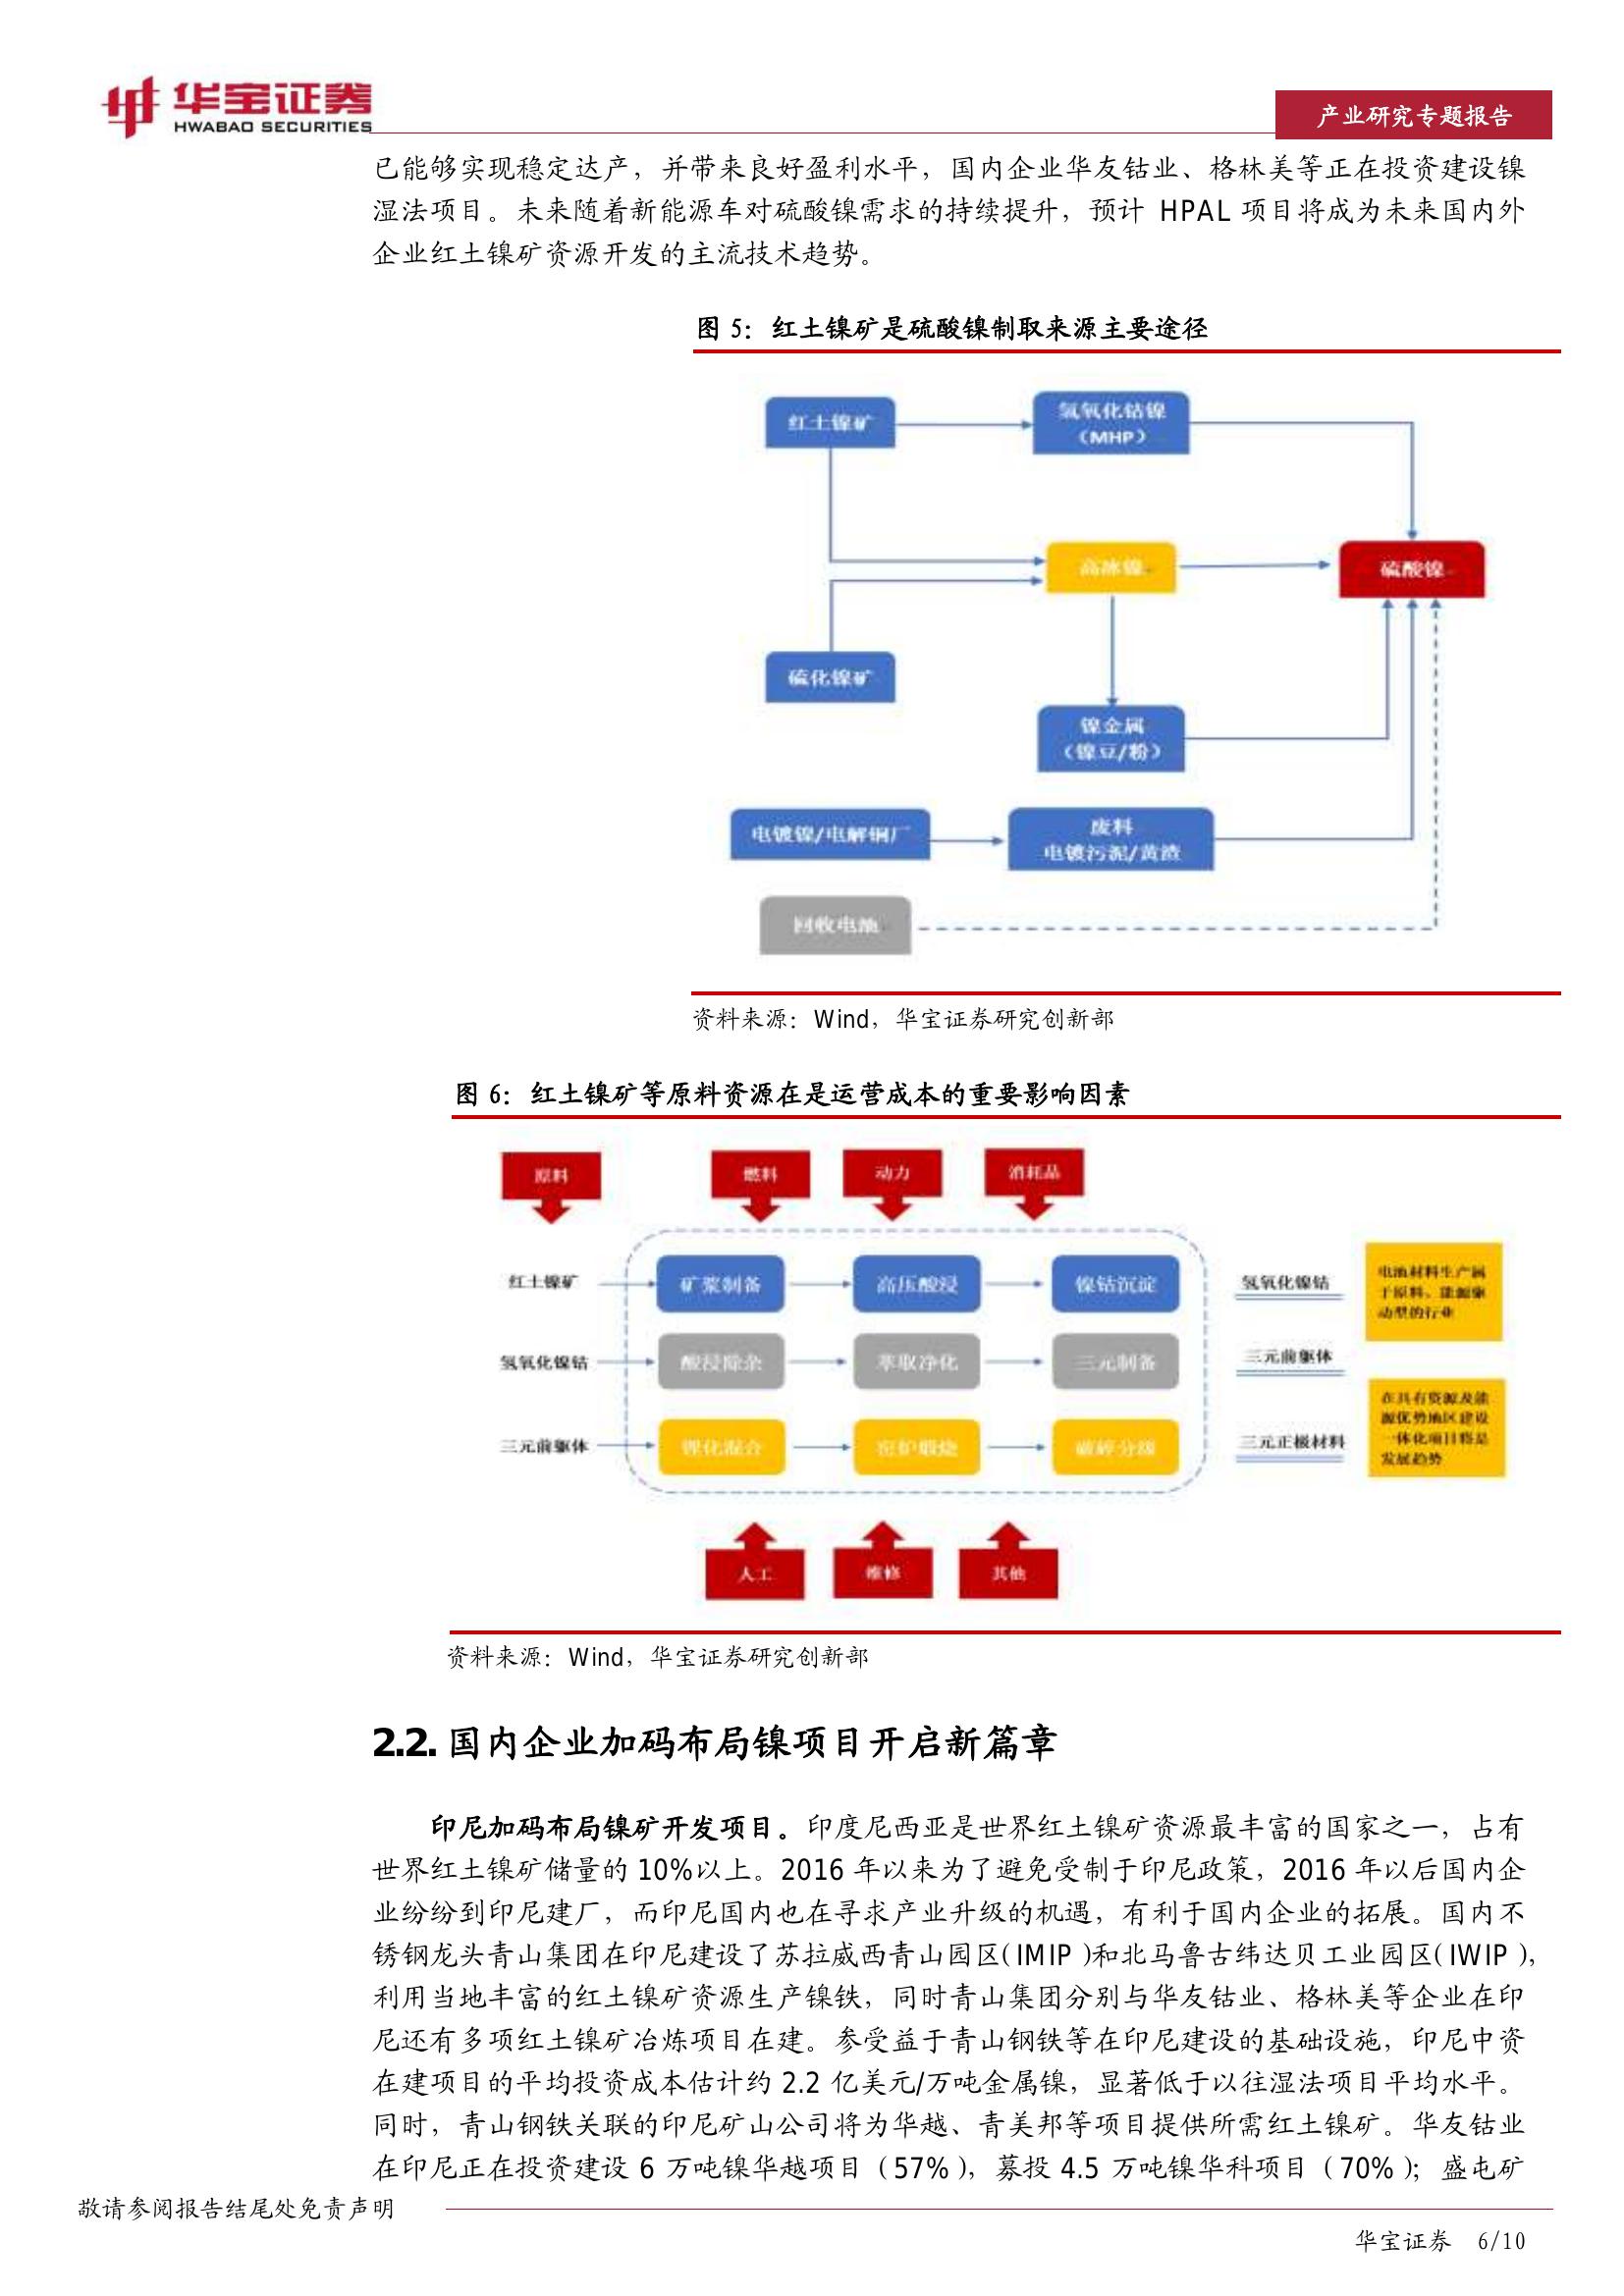 华宝证券
HWABAO SECURITIES
产业研究专题报告
已能够实现稳定达产，并带来良好盈利水平，国内企业华友钴业、格林美等正在投资建设镍
湿法项目。未来随着新能源车对硫酸镍需求的持续提升，预计 HPAL 项目将成为未来国内外
企业红土镍矿资源开发的主流技术趋势。
图 5：红土镍矿是硫酸镍制取来源主要途径
红土镍矿
氢氧化钴镍
（MHP）
高冰镍
硫酸镍
硫化镍矿
镍金属
（镍豆/粉）
电镀镍/电解铜厂
废料
电镀污泥/黄渣
回收电池
资料来源：Wind，华宝证券研究创新部
图 6：红土镍矿等原料资源在是运营成本的重要影响因素
原料
燃料
动力
消耗品
红土镍矿
矿浆制备
高压酸浸
镍钴沉淀
氢氧化镍钴
电池材料生产属
于原料、能源驱
动型的行业
氢氧化镍钴
酸浸除杂
萃取净化
三元制备
三元前躯体
三元前躯体
锂化混合
窑炉煅烧
破碎分级
三元正极材料
在具有资源及能
源优势地区建设
一体化项目将是
发展趋势
人工
维修
其他
资料来源：Wind，华宝证券研究创新部
2.2. 国内企业加码布局镍项目开启新篇章
印尼加码布局镍矿开发项目。印度尼西亚是世界红土镍矿资源最丰富的国家之一，占有
世界红土镍矿储量的 10%以上。2016 年以来为了避免受制于印尼政策，2016 年以后国内企
业纷纷到印尼建厂，而印尼国内也在寻求产业升级的机遇，有利于国内企业的拓展。国内不
锈钢龙头青山集团在印尼建设了苏拉威西青山园区(IMIP )和北马鲁古纬达贝工业园区(IWIP )，
利用当地丰富的红土镍矿资源生产镍铁，同时青山集团分别与华友钴业、格林美等企业在印
尼还有多项红土镍矿冶炼项目在建。参受益于青山钢铁等在印尼建设的基础设施，印尼中资
在建项目的平均投资成本估计约 2.2 亿美元/万吨金属镍，显著低于以往湿法项目平均水平。
同时，青山钢铁关联的印尼矿山公司将为华越、青美邦等项目提供所需红土镍矿。华友钴业
在印尼正在投资建设 6 万吨镍华越项目（57%），募投 4.5 万吨镍华科项目（70%）；盛屯矿
敬请参阅报告结尾处免责声明
华宝证券 6/10